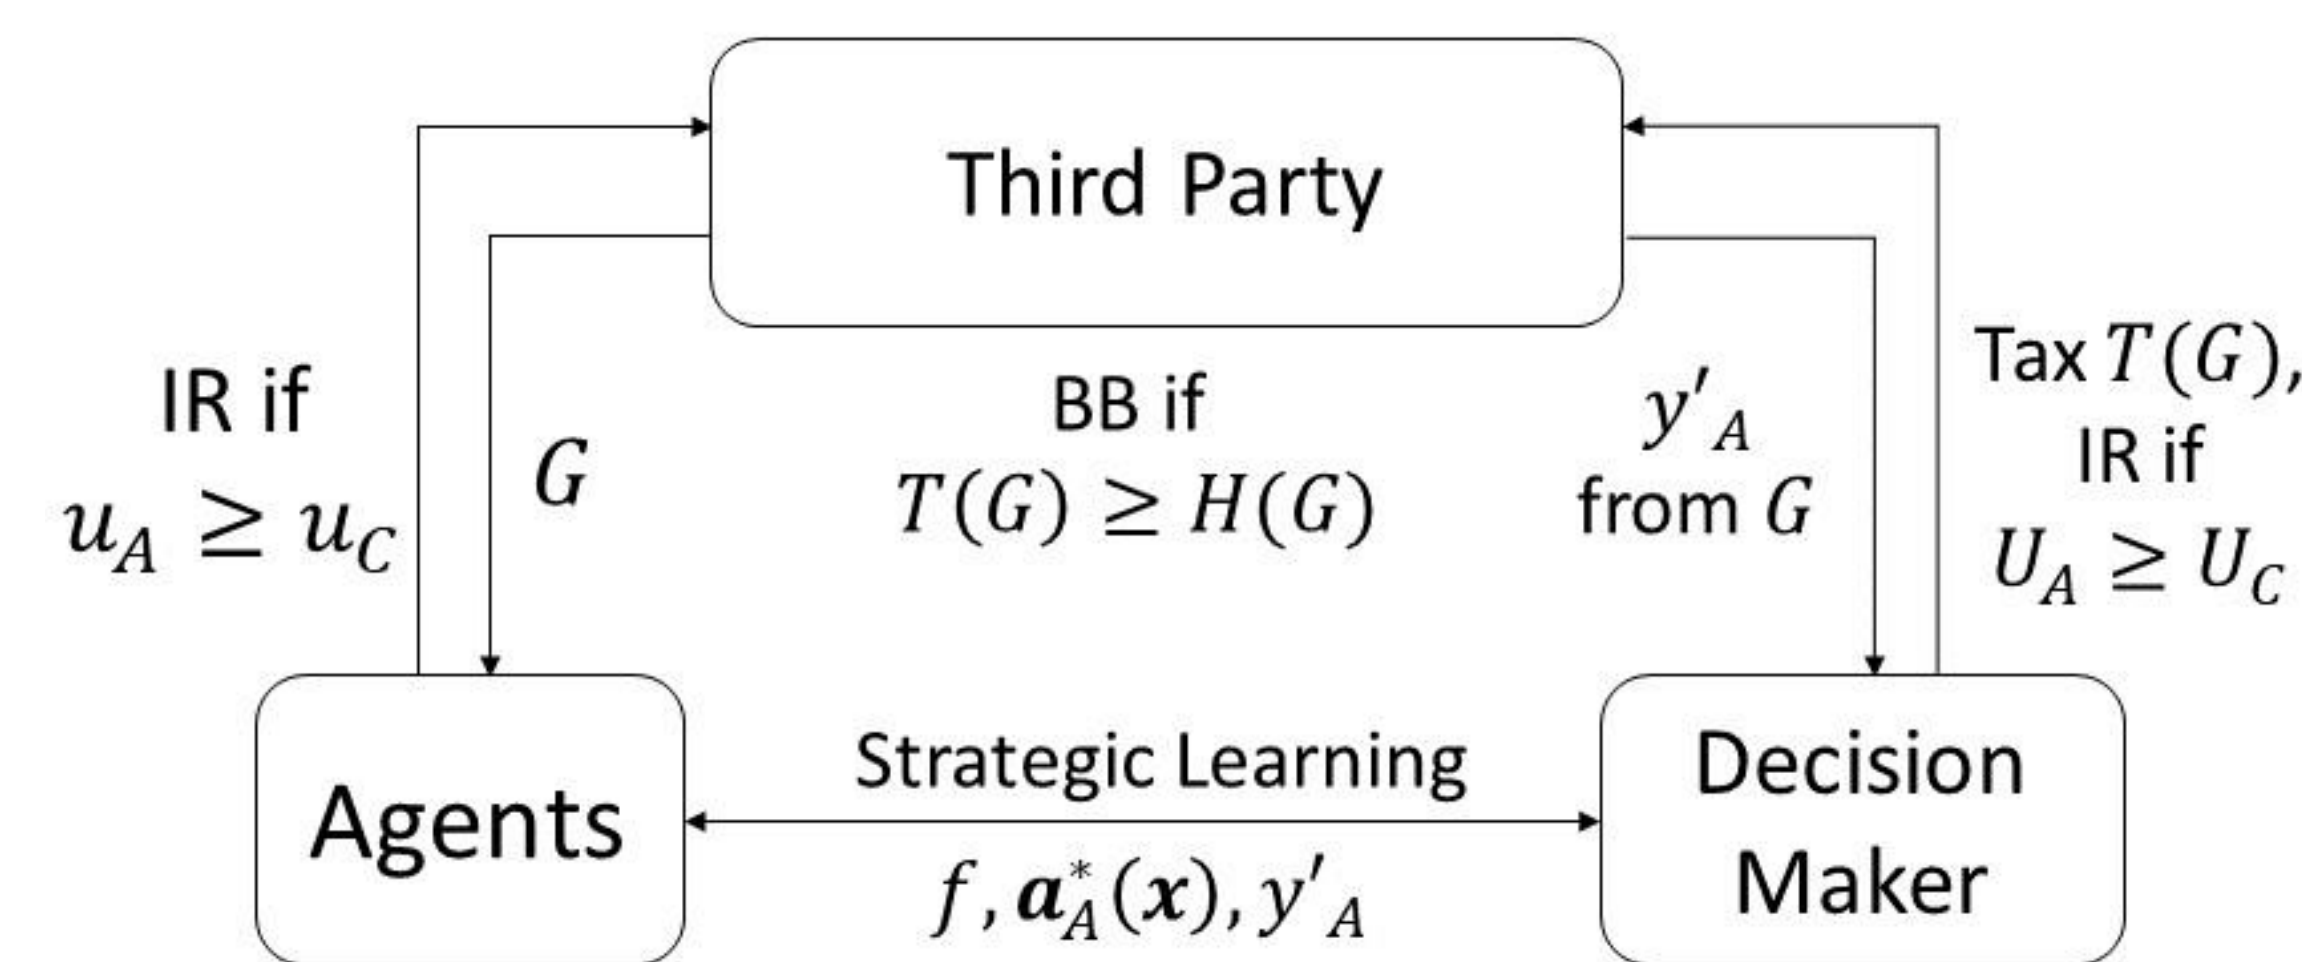 Third Party
IR if
u_A ≥ u_C
G
BB if
T(G) ≥ H(G)
y′_A
from G
Tax T(G),
IR if
U_A ≥ U_C
Agents
Strategic Learning
f, a*_A(x), y′_A
Decision
Maker